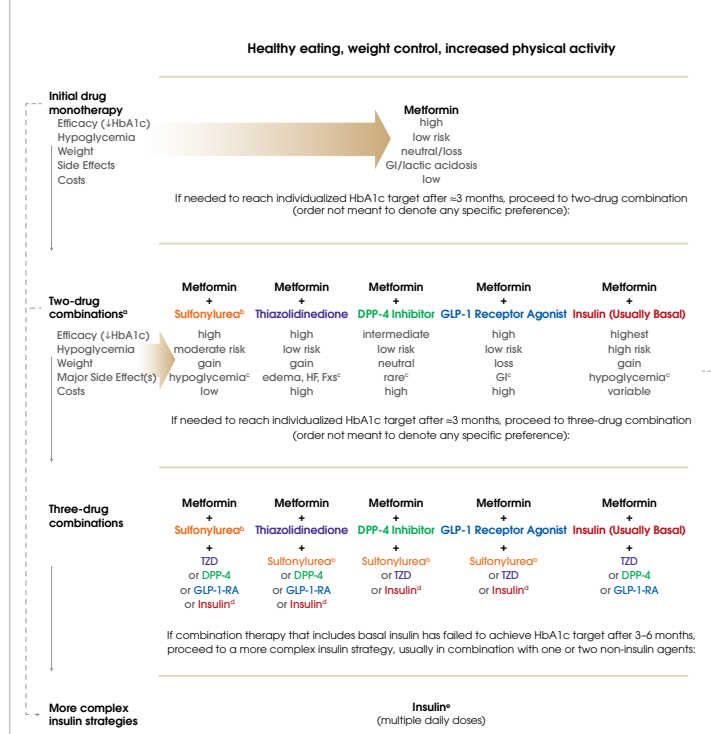 Healthy eating, weight control, increased physical activity
Initial drug
monotherapy
Efficacy (↓HbA1c)
Hypoglycemia
Weight
Side Effects
Costs
Metformin
high
low risk
neutral/loss
GI/lactic acidosis
low
If needed to reach individualized HbA1c target after ≈3 months, proceed to two-drug combination
(order not meant to denote any specific preference):
Two-drug
combinationsᵃ
Efficacy (↓HbA1c)
Hypoglycemia
Weight
Major Side Effect(s)
Costs
Metformin
+
Sulfonylureaᵇ
high
moderate risk
gain
hypoglycemiaᶜ
low
Metformin
+
Thiazolidinedione
high
low risk
gain
edema, HF, Fxsᶜ
high
Metformin
+
DPP-4 Inhibitor
intermediate
low risk
neutral
rareᶜ
high
Metformin
+
GLP-1 Receptor Agonist
high
low risk
loss
GIᶜ
high
Metformin
+
Insulin (Usually Basal)
highest
high risk
gain
hypoglycemiaᶜ
variable
If needed to reach individualized HbA1c target after ≈3 months, proceed to three-drug combination
(order not meant to denote any specific preference):
Three-drug
combinations
Metformin
+
Sulfonylureaᵇ
+
TZD
or DPP-4
or GLP-1-RA
or Insulinᵈ
Metformin
+
Thiazolidinedione
+
Sulfonylureaᵇ
or DPP-4
or GLP-1-RA
or Insulinᵈ
Metformin
+
DPP-4 Inhibitor
+
Sulfonylureaᵇ
or TZD
or Insulinᵈ
Metformin
+
GLP-1 Receptor Agonist
+
Sulfonylureaᵇ
or TZD
or Insulinᵈ
Metformin
+
Insulin (Usually Basal)
+
TZD
or DPP-4
or GLP-1-RA
If combination therapy that includes basal insulin has failed to achieve HbA1c target after 3–6 months,
proceed to a more complex insulin strategy, usually in combination with one or two non-insulin agents:
More complex
insulin strategies
Insulinᵉ
(multiple daily doses)